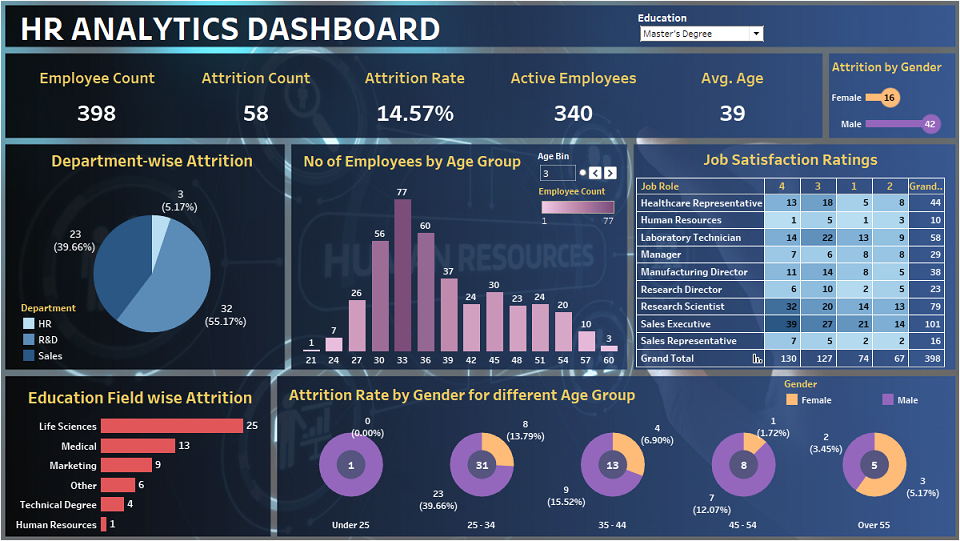 HR ANALYTICS DASHBOARD
Education
Master's Degree
Employee Count
Attrition Count
Attrition Rate
Active Employees
Avg. Age
398
58
14.57%
340
39
Attrition by Gender
Female
16
Male
42
Department-wise Attrition
3
(5.17%)
23
(39.66%)
32
(55.17%)
Department
HR
R&D
Sales
No of Employees by Age Group
Age Bin
3
Employee Count
1 77
HUMAN RESOURCES
1 7 26 56 77 60 37 24 30 23 24 20 10 3
21 24 27 30 33 36 39 42 45 48 51 54 57 60
Job Satisfaction Ratings
Job Role 4 3 1 2 Grand..
Healthcare Representative 13 18 5 8 44
Human Resources 1 5 1 3 10
Laboratory Technician 14 22 13 9 58
Manager 7 6 8 8 29
Manufacturing Director 11 14 8 5 38
Research Director 6 10 2 5 23
Research Scientist 32 20 14 13 79
Sales Executive 39 27 21 14 101
Sales Representative 7 5 2 2 16
Grand Total 130 127 74 67 398
Education Field wise Attrition
Life Sciences 25
Medical 13
Marketing 9
Other 6
Technical Degree 4
Human Resources 1
Attrition Rate by Gender for different Age Group
Gender
Female
Male
0
(0.00%)
1
Under 25
8
(13.79%)
31
23
(39.66%)
25 - 34
4
(6.90%)
13
9
(15.52%)
35 - 44
1
(1.72%)
8
7
(12.07%)
45 - 54
2
(3.45%)
5
3
(5.17%)
Over 55